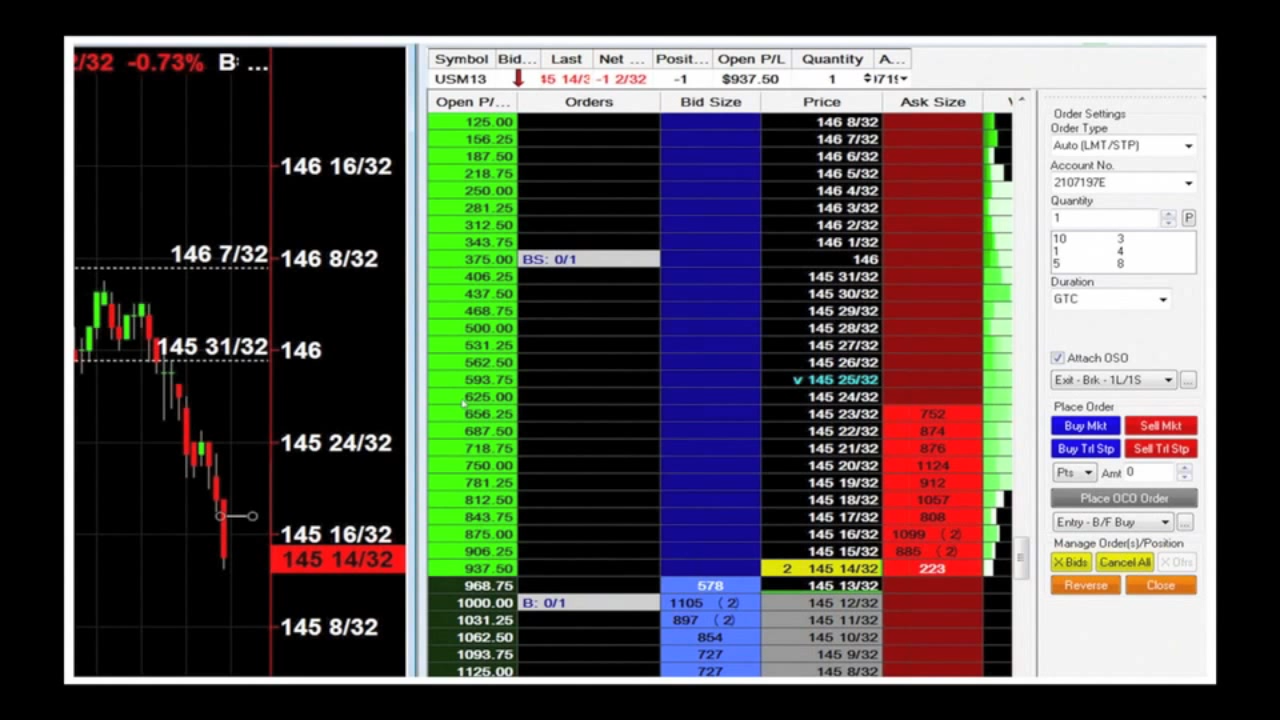 2/32 -0.73% B: ...
146 16/32
146 7/32
146 8/32
145 31/32
146
145 24/32
145 16/32
145 14/32
145 8/32
Symbol Bid... Last Net ... Posit... Open P/L Quantity A...
USM13 -1 2/32 -1 $937.50 1
Open P/... Orders Bid Size Price Ask Size
125.00 146 8/32
156.25 146 7/32
187.50 146 6/32
218.75 146 5/32
250.00 146 4/32
281.25 146 3/32
312.50 146 2/32
343.75 146 1/32
375.00 BS: 0/1 146
406.25 145 31/32
437.50 145 30/32
468.75 145 29/32
500.00 145 28/32
531.25 145 27/32
562.50 145 26/32
593.75 v 145 25/32
625.00 145 24/32
656.25 145 23/32 752
687.50 145 22/32 874
718.75 145 21/32 876
750.00 145 20/32 1124
781.25 145 19/32 912
812.50 145 18/32 1057
843.75 145 17/32 808
875.00 145 16/32 1099 (2)
906.25 145 15/32 885 (2)
937.50 2 145 14/32 223
968.75 578 145 13/32
1000.00 B: 0/1 1105 (2) 145 12/32
1031.25 897 (2) 145 11/32
1062.50 854 145 10/32
1093.75 727 145 9/32
1125.00 727 145 8/32
Order Settings
Order Type
Auto (LMT/STP)
Account No.
2107197E
Quantity
1 P
10 3
1 4
5 8
Duration
GTC
Attach OSO
Exit - Brk - 1L/1S ...
Place Order
Buy Mkt Sell Mkt
Buy Trl Stp Sell Trl Stp
Pts Amt 0
Place OCO Order
Entry - B/F Buy ...
Manage Order(s)/Position
X Bids Cancel All X Ofrs
Reverse Close